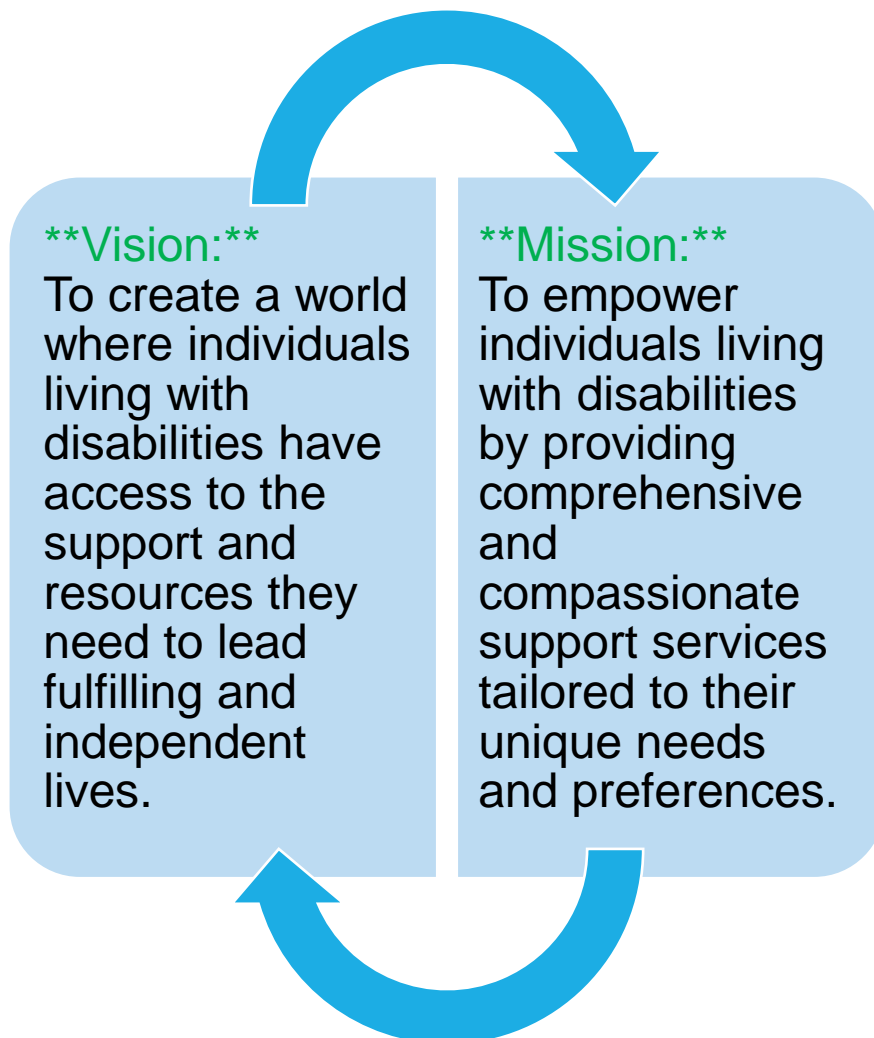 **Vision:**
To create a world
where individuals
living with
disabilities have
access to the
support and
resources they
need to lead
fulfilling and
independent
lives.
**Mission:**
To empower
individuals living
with disabilities
by providing
comprehensive
and
compassionate
support services
tailored to their
unique needs
and preferences.